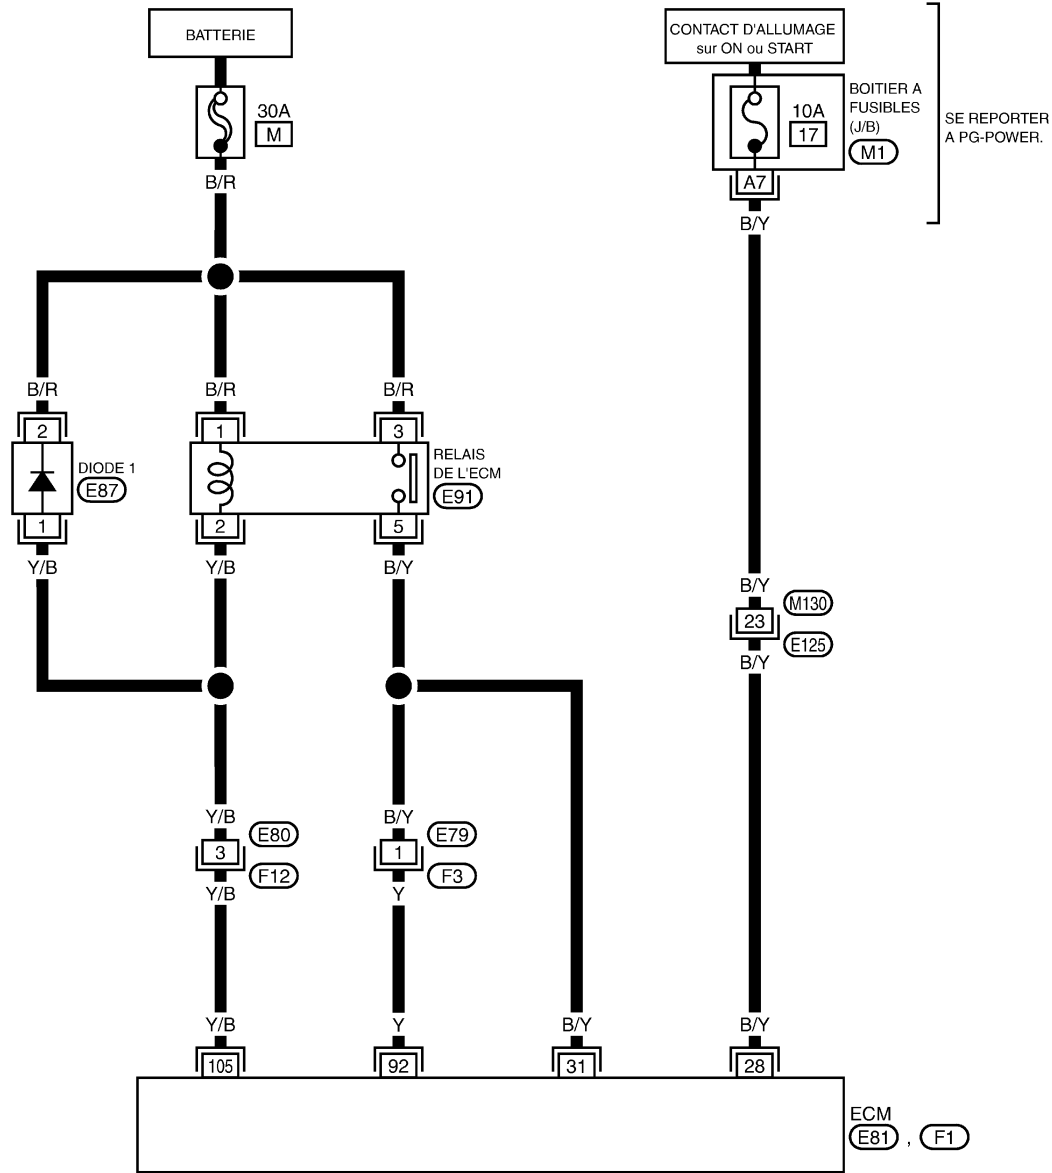 BATTERIE
CONTACT D'ALLUMAGE
sur ON ou START
30A
M
10A
17
BOITIER A
FUSIBLES
(J/B)
M1
SE REPORTER
A PG-POWER.
A7
B/R
B/Y
B/R
B/R
B/R
2
1
3
DIODE 1
E87
RELAIS
DE L'ECM
E91
1
2
5
Y/B
Y/B
B/Y
B/Y
23
M130
E125
B/Y
Y/B
B/Y
3
E80
F12
1
E79
F3
Y/B
Y
Y/B
Y
B/Y
B/Y
105
92
31
28
ECM
E81 , F1